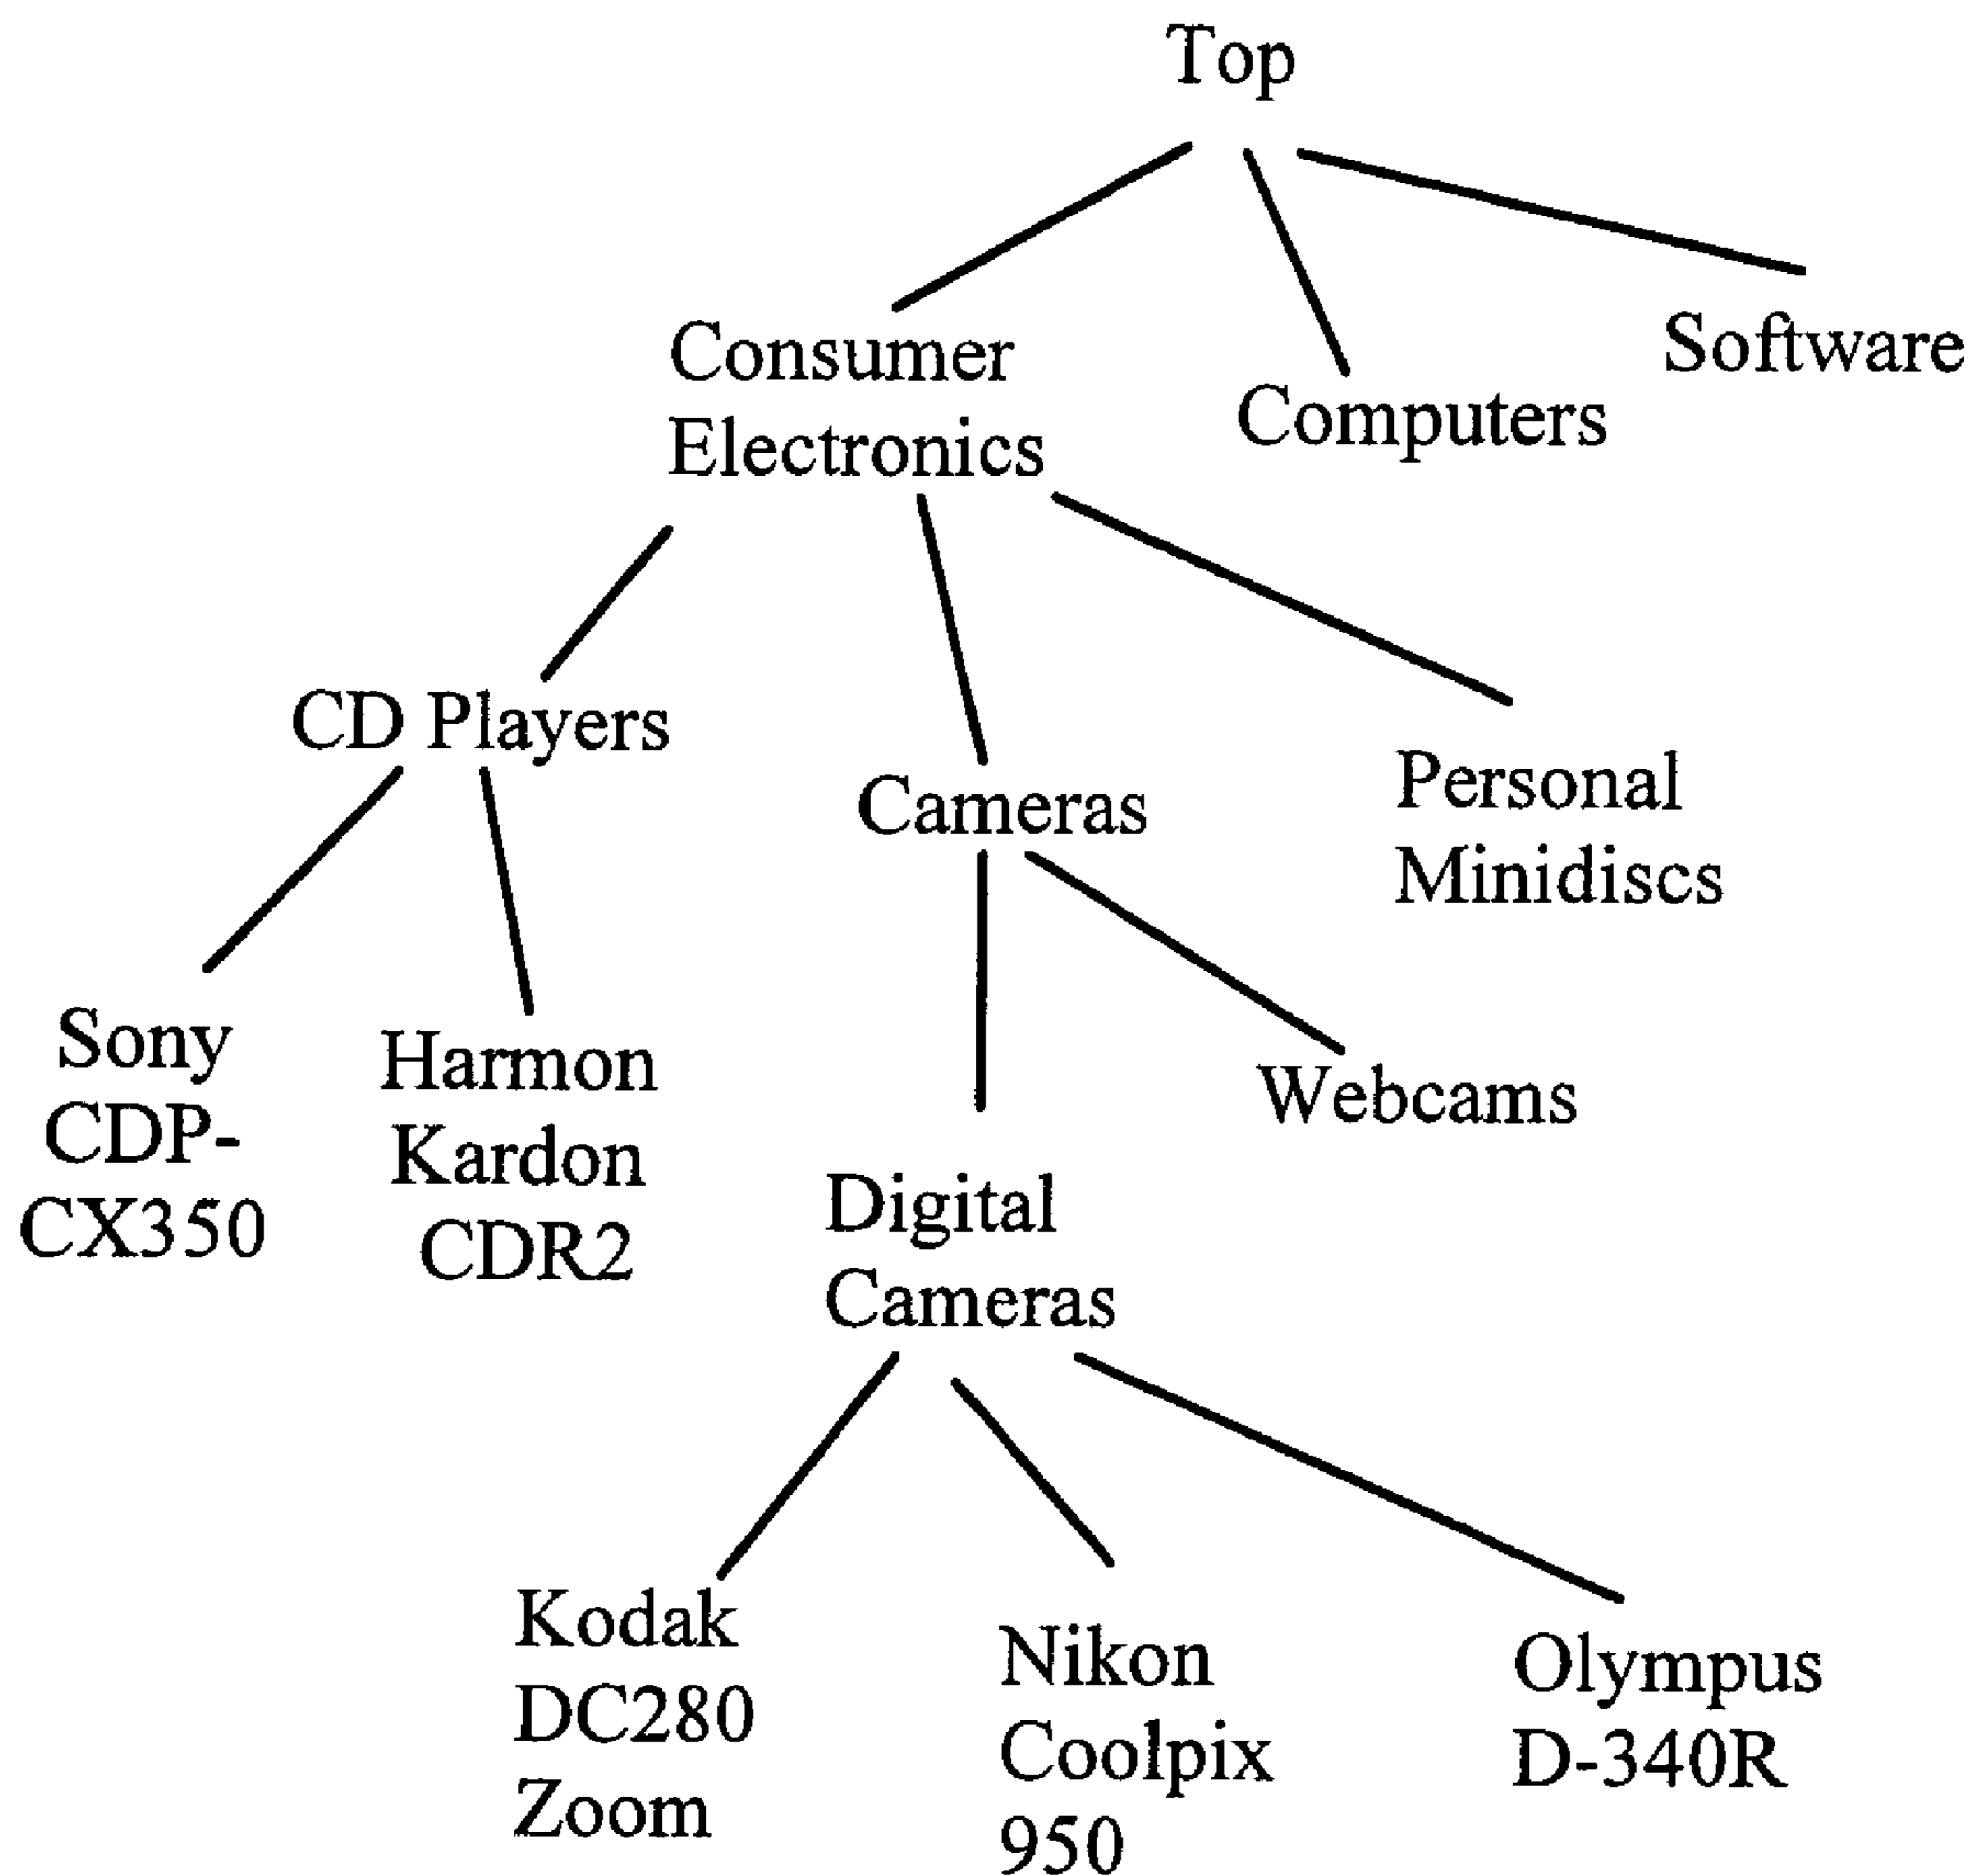 Top
Consumer
Electronics
Computers
Software
CD Players
Cameras
Personal
Minidiscs
Sony
CDP-
CX350
Harmon
Kardon
CDR2
Digital
Cameras
Webcams
Kodak
DC280
Zoom
Nikon
Coolpix
950
Olympus
D-340R